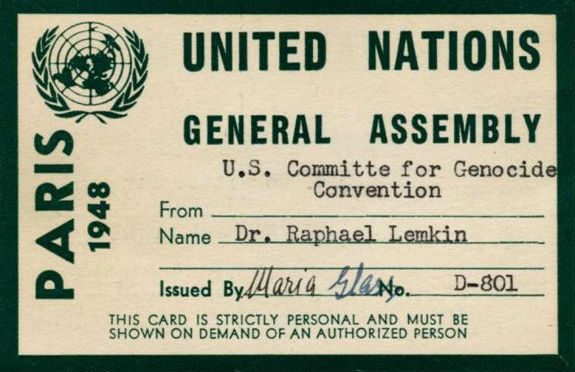 UNITED NATIONS
GENERAL ASSEMBLY
PARIS
1948
U.S. Committe for Genocide
Convention
From
Name Dr. Raphael Lemkin
Issued By Maria Glass No. D-801
THIS CARD IS STRICTLY PERSONAL AND MUST BE
SHOWN ON DEMAND OF AN AUTHORIZED PERSON